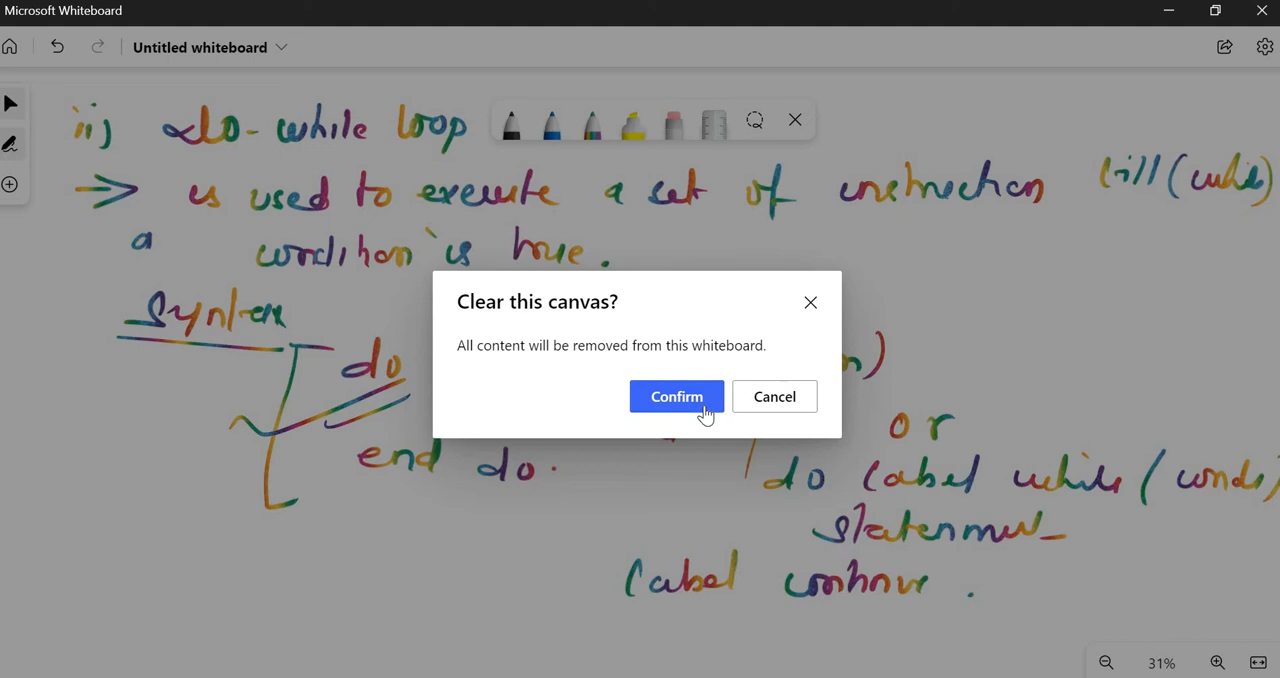 Microsoft Whiteboard
Untitled whiteboard
iij do-while loop
⇒ is used to execute a set of instruction till (while)
a condition is true.
Syntax
Clear this canvas?
All content will be removed from this whiteboard.
Confirm Cancel
do
n)
or
end do.
do label while (
statement
label continue.
31%